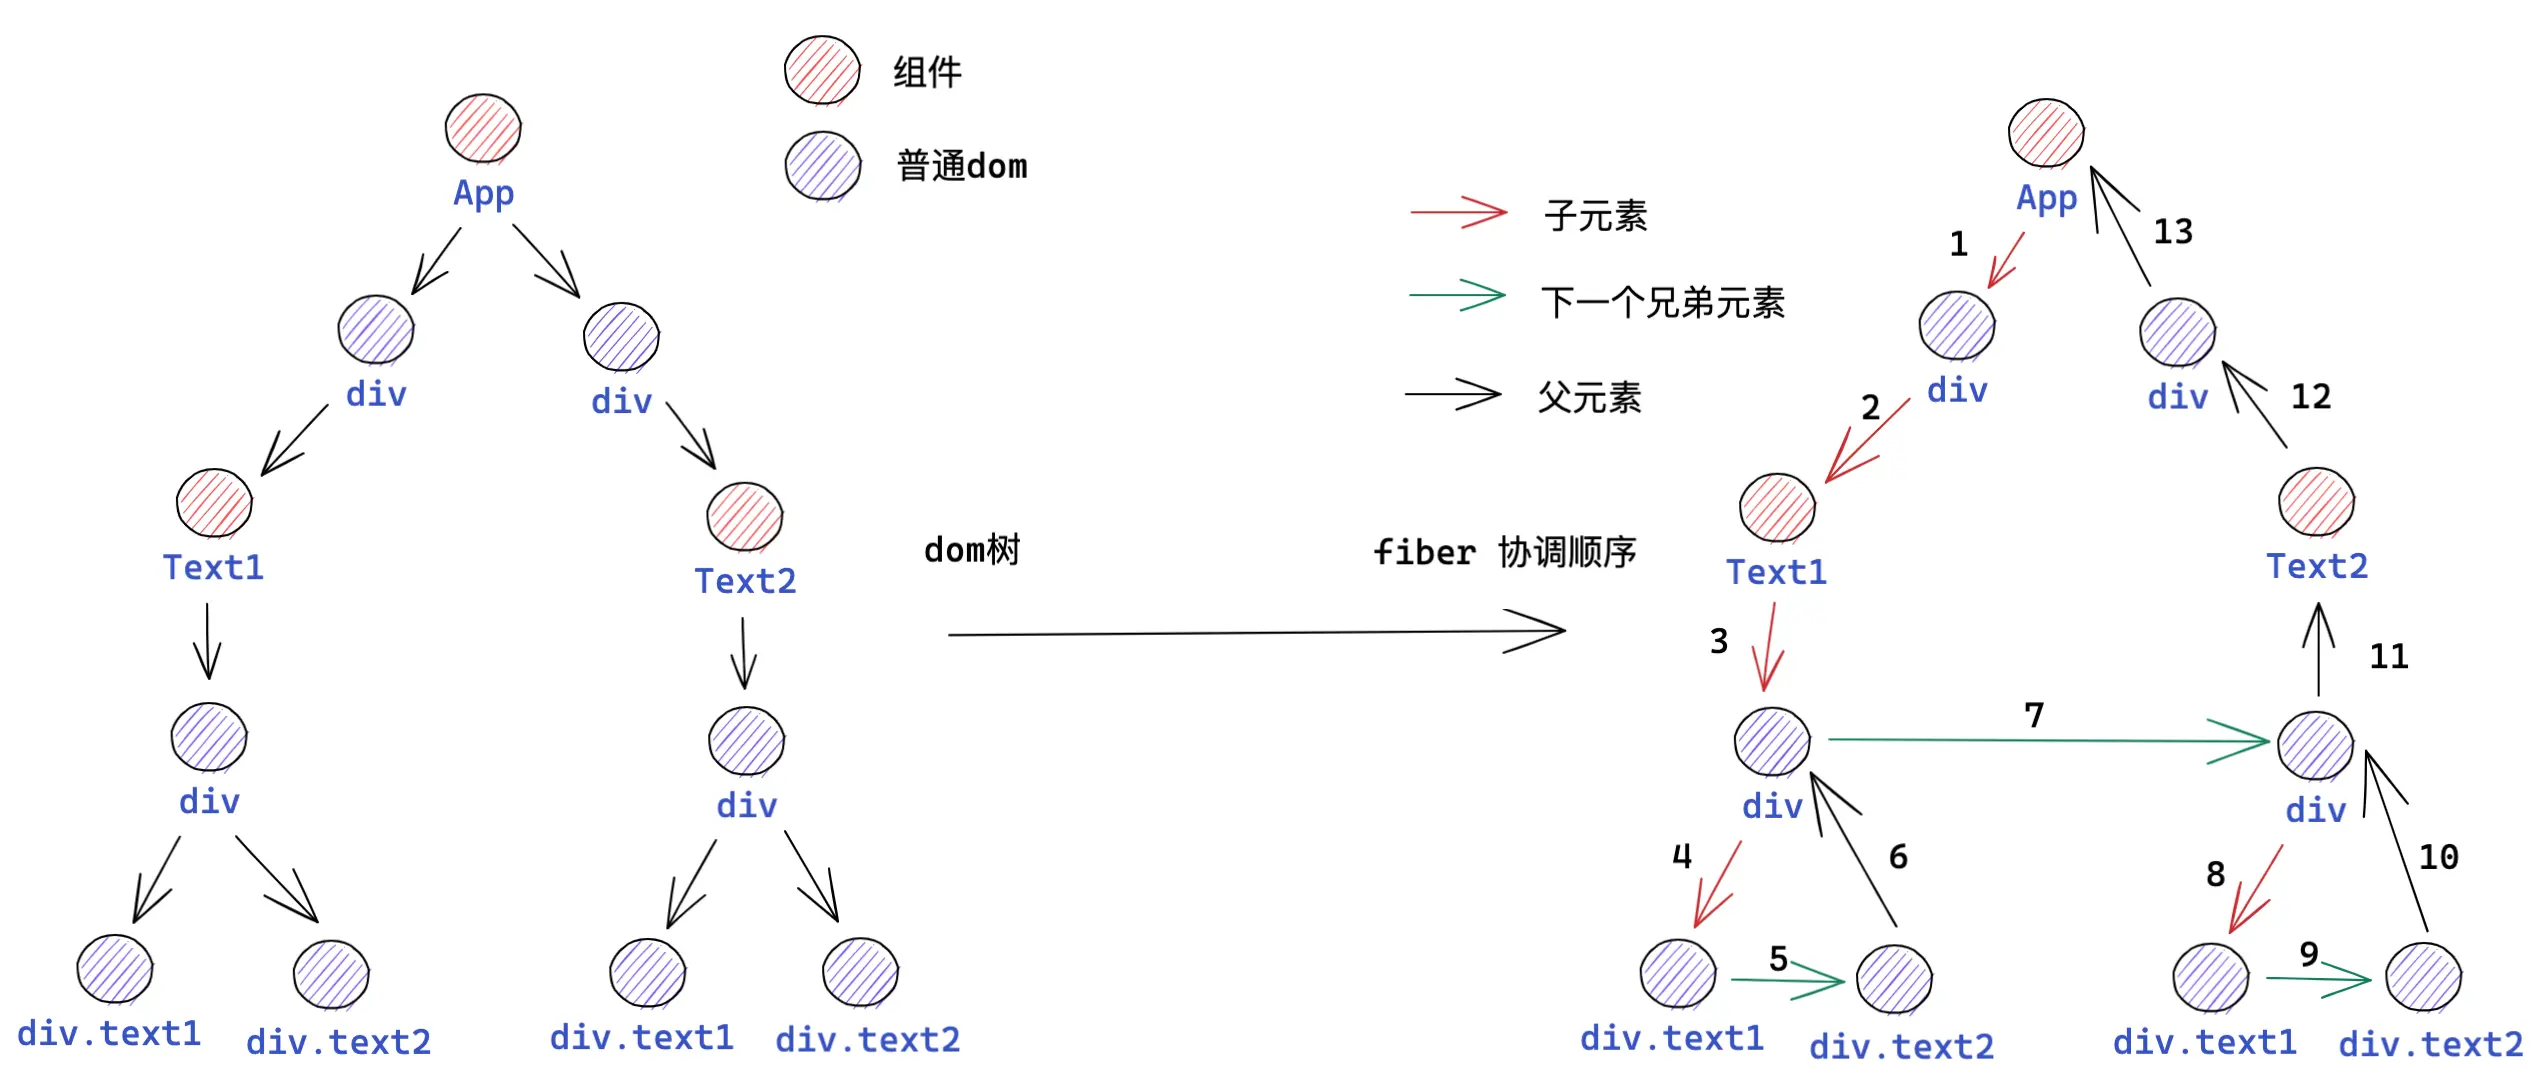 组件
普通dom
App
div
div
Text1
Text2
div
div
div.text1
div.text2
div.text1
div.text2
dom树
fiber 协调顺序
子元素
下一个兄弟元素
父元素
App
1
13
div
div
2
12
Text1
Text2
3
11
7
div
div
4
6
8
10
5
9
div.text1
div.text2
div.text1
div.text2